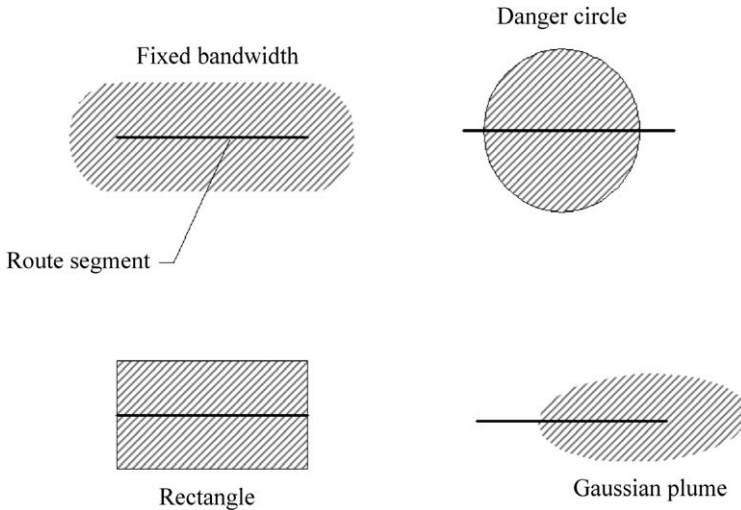 Danger circle
Fixed bandwidth
Route segment
Rectangle
Gaussian plume